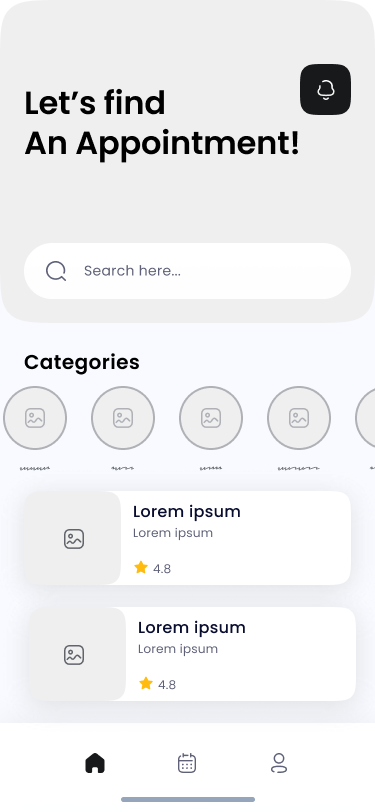 Let’s find
An Appointment!
Search here...
Categories
Lorem ipsum
Lorem ipsum
4.8
Lorem ipsum
Lorem ipsum
4.8